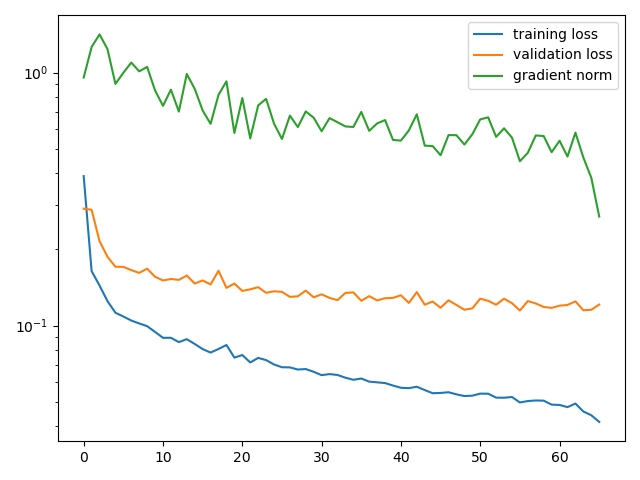 training loss
validation loss
gradient norm
10⁰
10⁻¹
0 10 20 30 40 50 60